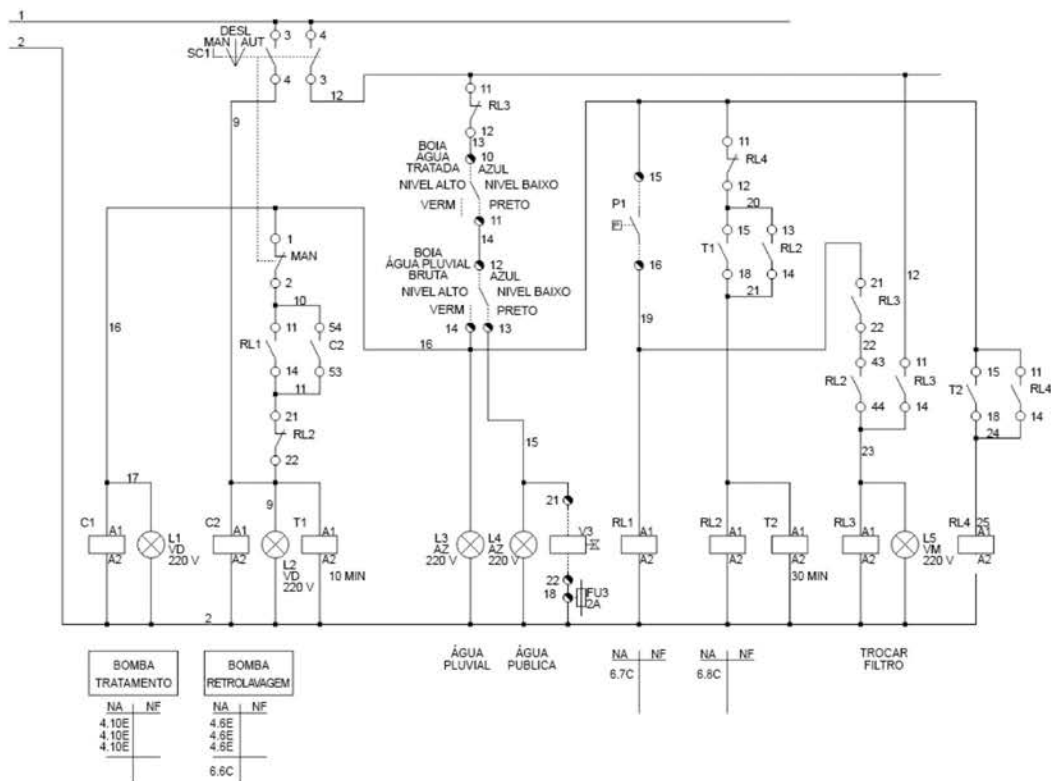 1
2
DESL
MAN AUT
SC1
3 4
4 3
12
9
11
RL3
12
13
BOIA
ÁGUA
TRATADA
10
AZUL
NIVEL ALTO NIVEL BAIXO
VERM PRETO
11
14
BOIA
ÁGUA PLUVIAL
BRUTA
12
AZUL
NIVEL ALTO NIVEL BAIXO
VERM PRETO
14 13
16
15
P1
P
16
19
11
RL4
12
20
15 13
T1 RL2
18 14
21
1
MAN
2
10
11 54
RL1 C2
14 53
11
21
RL2
22
16
21
RL3
22
22
12
43 11
RL2 RL3
44 14
23
15 11
T2 RL4
18 14
24
17
9
15
21
C1 A1
A2
L1
VD
220 V
C2 A1
A2
L2
VD
220 V
T1 A1
A2
10 MIN
L3
AZ
220 V
L4
AZ
220 V
V3
22
18
FU3
2A
RL1 A1
A2
RL2 A1
A2
T2 A1
A2
30 MIN
RL3 A1
A2
L5
VM
220 V
RL4 25
A1
A2
2
BOMBA
TRATAMENTO
BOMBA
RETROLAVAGEM
ÁGUA
PLUVIAL
ÁGUA
PUBLICA
TROCAR
FILTRO
NA NF
4.10E
4.10E
4.10E
NA NF
4.6E
4.6E
4.6E
6.6C
NA NF
6.7C
NA NF
6.8C